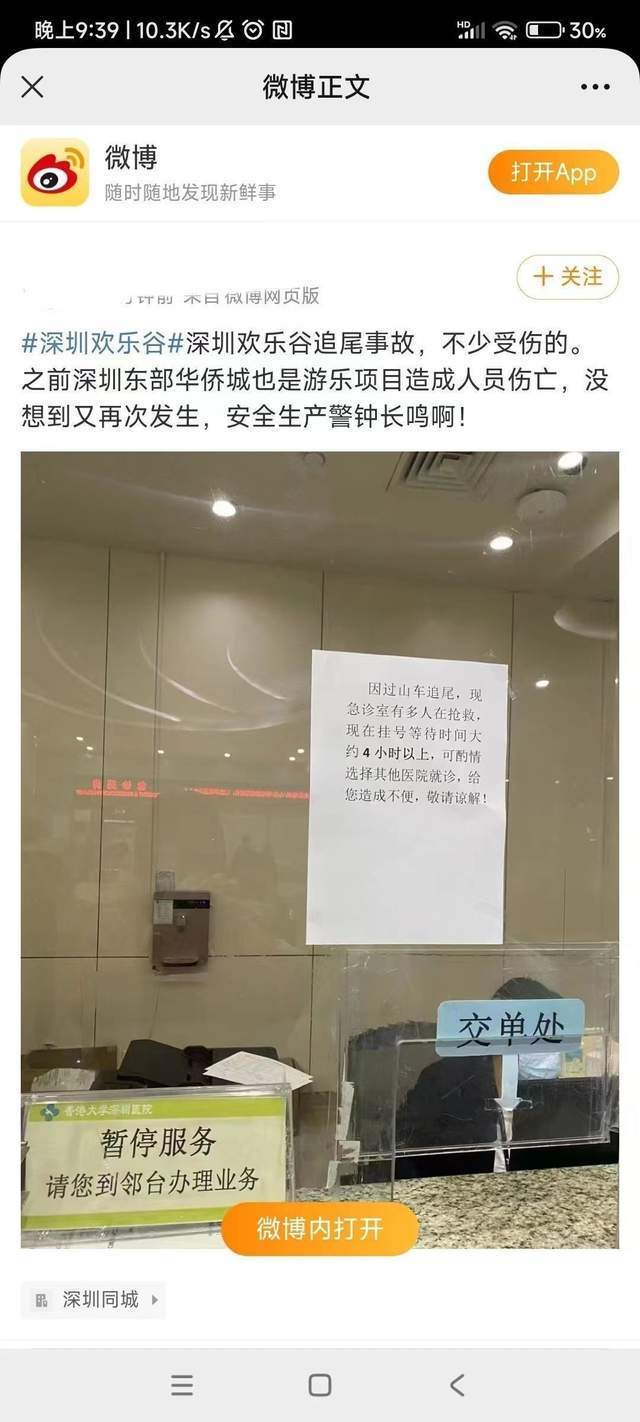 晚上9:39 | 10.3K/s
HD
30%
微博正文
微博
随时随地发现新鲜事
打开App
+ 关注
来自 微博网页版
#深圳欢乐谷#深圳欢乐谷追尾事故，不少受伤的。
之前深圳东部华侨城也是游乐项目造成人员伤亡，没
想到又再次发生，安全生产警钟长鸣啊！
因过山车追尾，现
急诊室有多人在抢救，
现在挂号等待时间大
约 4 小时以上，可酌情
选择其他医院就诊，给
您造成不便，敬请谅解！
交单处
香港大学深圳医院
暂停服务
请您到邻台办理业务
微博内打开
深圳同城